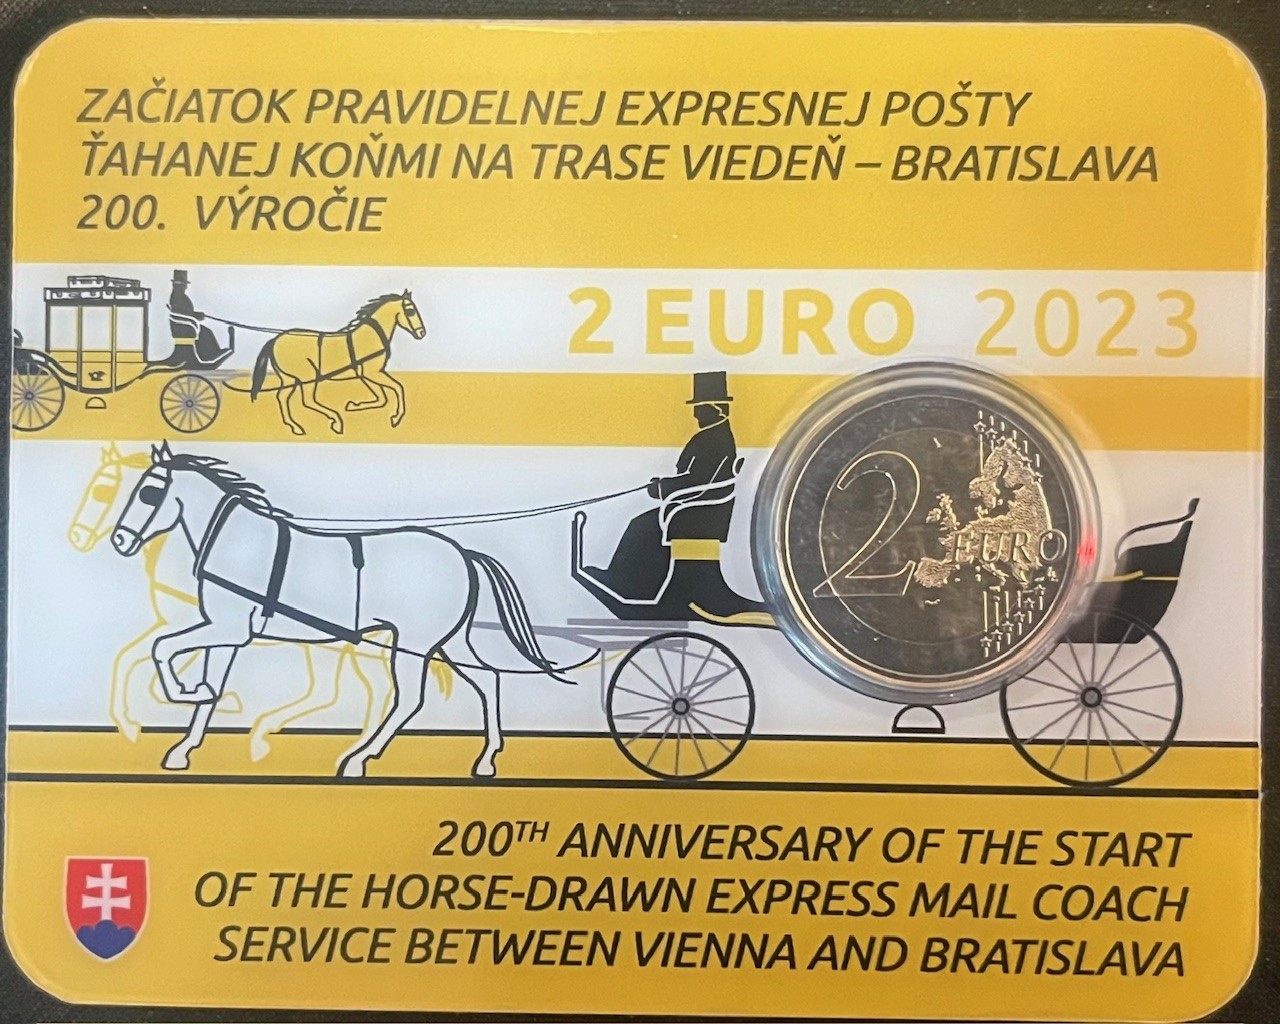 ZAČIATOK PRAVIDELNEJ EXPRESNEJ POŠTY
ŤAHANEJ KOŇMI NA TRASE VIEDEŇ – BRATISLAVA
200. VÝROČIE
2 EURO 2023
2 EURO
200TH ANNIVERSARY OF THE START
OF THE HORSE-DRAWN EXPRESS MAIL COACH
SERVICE BETWEEN VIENNA AND BRATISLAVA